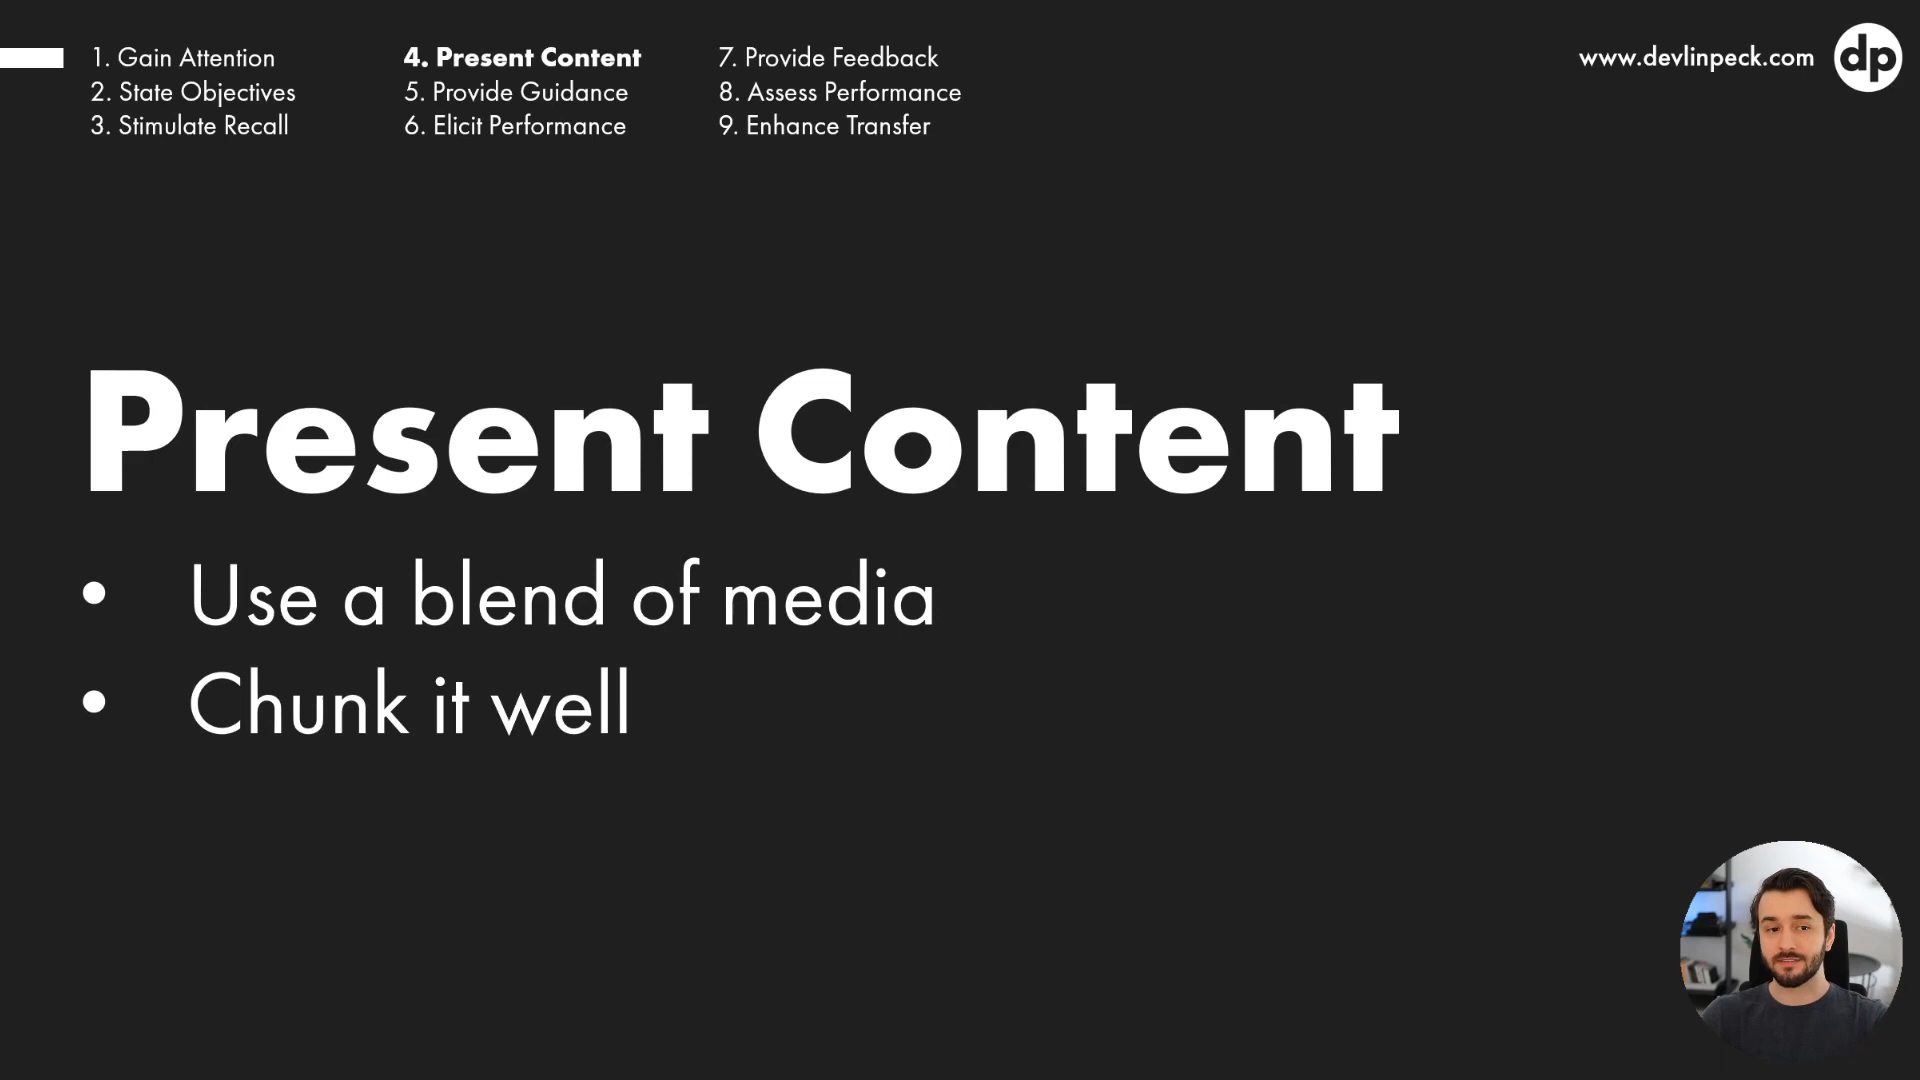 1. Gain Attention
2. State Objectives
3. Stimulate Recall
4. Present Content
5. Provide Guidance
6. Elicit Performance
7. Provide Feedback
8. Assess Performance
9. Enhance Transfer
www.devlinpeck.com
dp
Present Content
• Use a blend of media
• Chunk it well